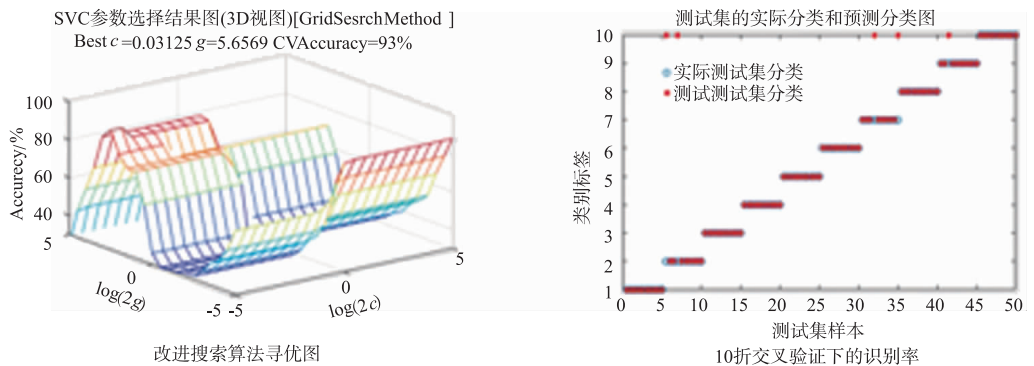 SVC参数选择结果图(3D视图)[GridSesrchMethod ]
Best c=0.03125 g=5.6569 CVAccuracy=93%
100
80
60
40
Accurecy/%
5
0
-5
log(2g)
-5
0
5
log(2c)
改进搜索算法寻优图
测试集的实际分类和预测分类图
10
9
8
7
6
5
4
3
2
1
类别标签
实际测试集分类
测试测试集分类
0
5
10
15
20
25
30
35
40
45
50
测试集样本
10折交叉验证下的识别率